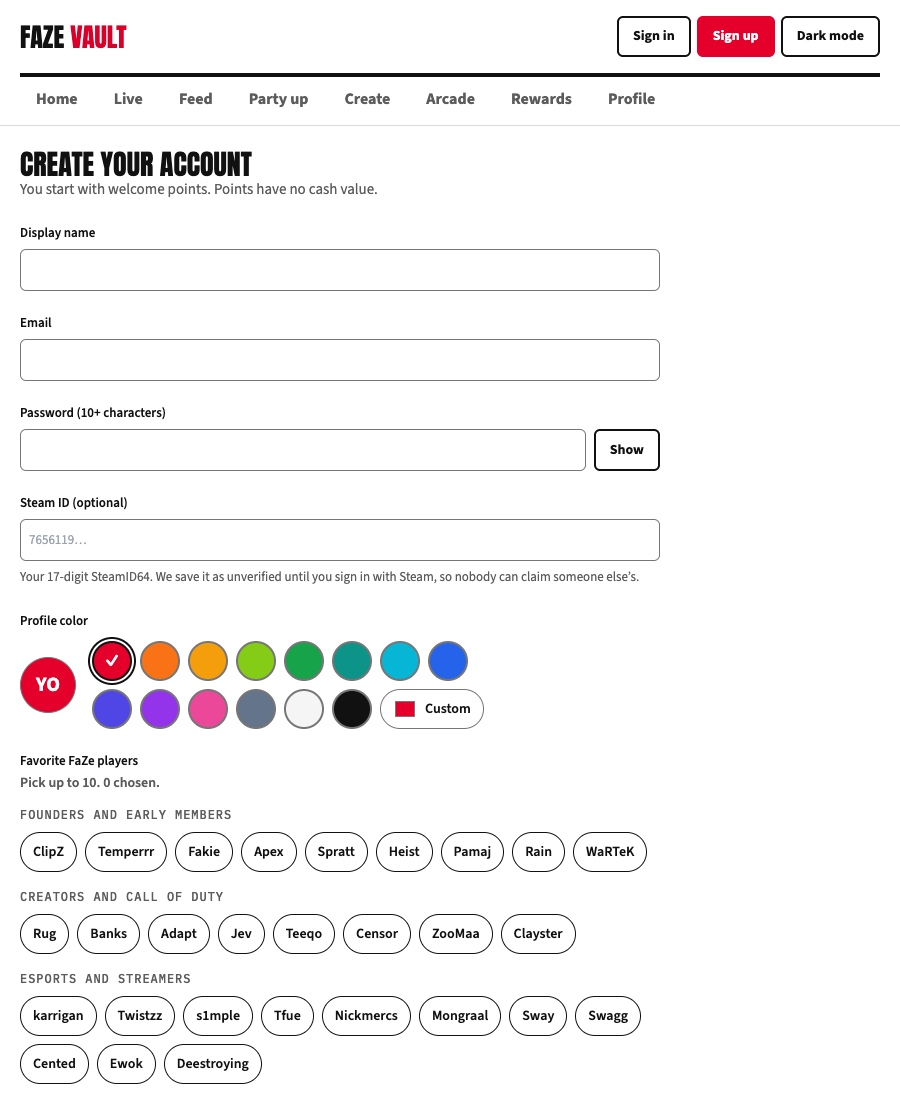 FAZE VAULT
Sign in
Sign up
Dark mode
Home
Live
Feed
Party up
Create
Arcade
Rewards
Profile
CREATE YOUR ACCOUNT
You start with welcome points. Points have no cash value.
Display name
Email
Password (10+ characters)
Show
Steam ID (optional)
7656119…
Your 17-digit SteamID64. We save it as unverified until you sign in with Steam, so nobody can claim someone else's.
Profile color
YO
Custom
Favorite FaZe players
Pick up to 10. 0 chosen.
FOUNDERS AND EARLY MEMBERS
ClipZ
Temperrr
Fakie
Apex
Spratt
Heist
Pamaj
Rain
WaRTeK
CREATORS AND CALL OF DUTY
Rug
Banks
Adapt
Jev
Teeqo
Censor
ZooMaa
Clayster
ESPORTS AND STREAMERS
karrigan
Twistzz
s1mple
Tfue
Nickmercs
Mongraal
Sway
Swagg
Cented
Ewok
Deestroying